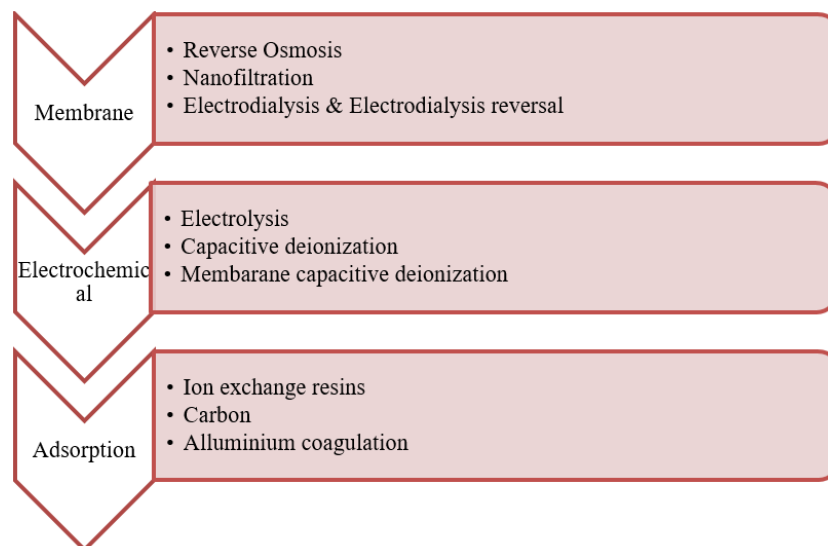 Membrane
• Reverse Osmosis
• Nanofiltration
• Electrodialysis & Electrodialysis reversal
Electrochemic
al
• Electrolysis
• Capacitive deionization
• Membarane capacitive deionization
Adsorption
• Ion exchange resins
• Carbon
• Alluminium coagulation